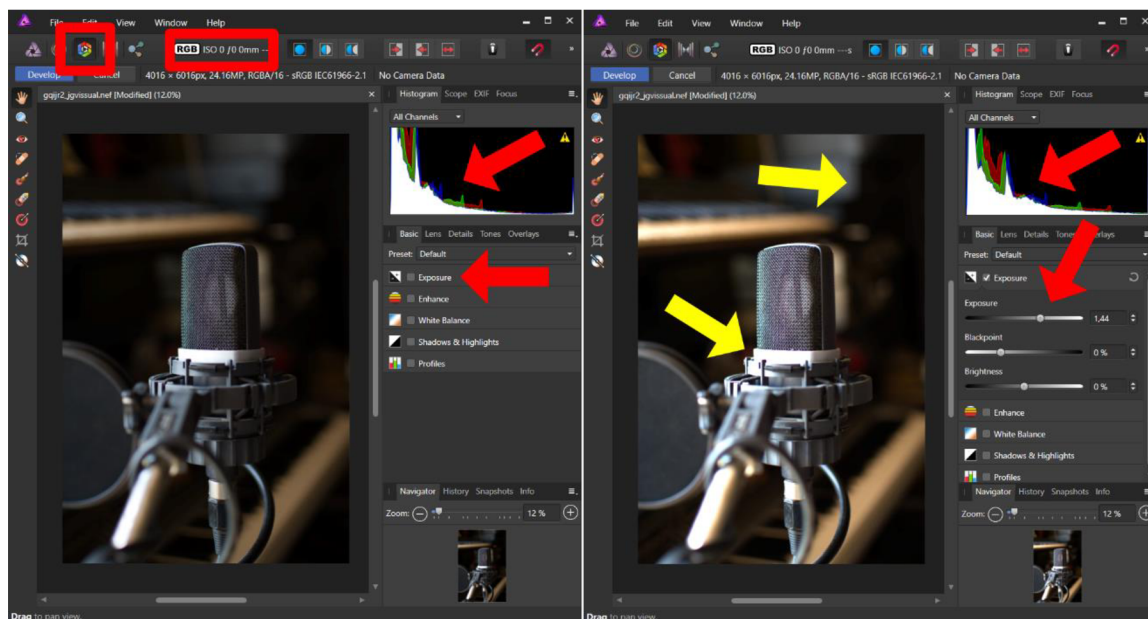 File Edit View Window Help
RGB ISO 0 ƒ0 0mm ---
Develop Cancel 4016 × 6016px, 24.16MP, RGBA/16 - sRGB IEC61966-2.1 No Camera Data
gqijr2_jgvissual.nef [Modified] (12.0%)
Histogram Scope EXIF Focus
All Channels
Basic Lens Details Tones Overlays
Preset: Default
Exposure
Enhance
White Balance
Shadows & Highlights
Profiles
Navigator History Snapshots Info
Zoom: 12 %
Drag to pan view.
File Edit View Window Help
RGB ISO 0 ƒ0 0mm ---s
Develop Cancel 4016 × 6016px, 24.16MP, RGBA/16 - sRGB IEC61966-2.1 No Camera Data
gqijr2_jgvissual.nef [Modified] (12.0%)
Histogram Scope EXIF Focus
All Channels
Basic Lens Details Tones
Preset: Default
Exposure
Exposure
1,44
Blackpoint
0 %
Brightness
0 %
Enhance
White Balance
Shadows & Highlights
Profiles
Navigator History Snapshots Info
Zoom: 12 %
Drag to pan view.